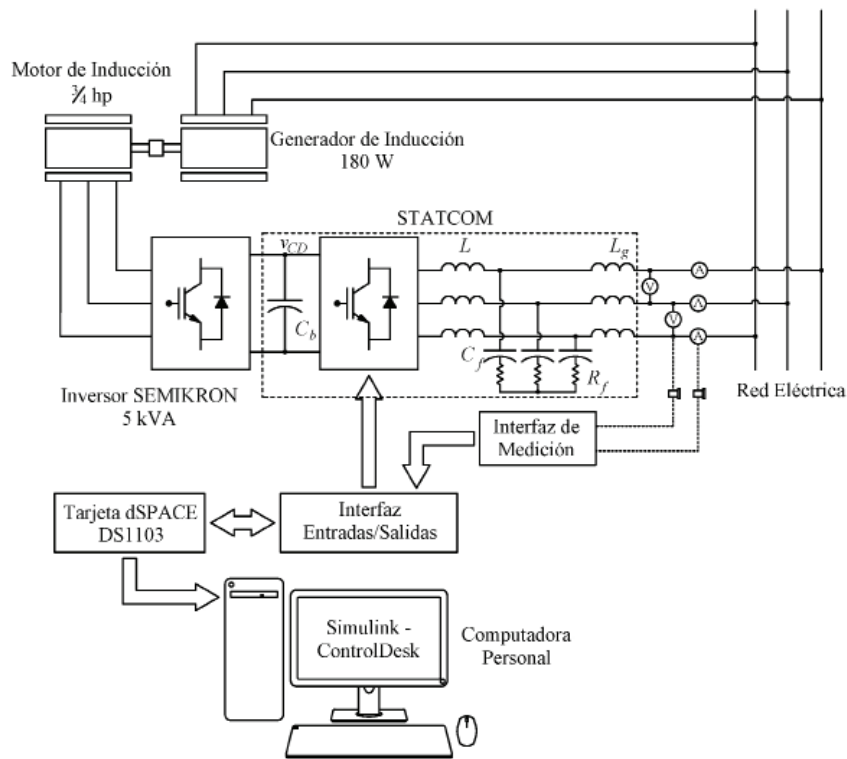 Motor de Inducción
¾ hp
Generador de Inducción
180 W
STATCOM
v_CD
L
L_g
C_b
V
V
A
A
A
C_f
R_f
Inversor SEMIKRON
5 kVA
Red Eléctrica
Interfaz de
Medición
Tarjeta dSPACE
DS1103
Interfaz
Entradas/Salidas
Simulink -
ControlDesk
Computadora
Personal